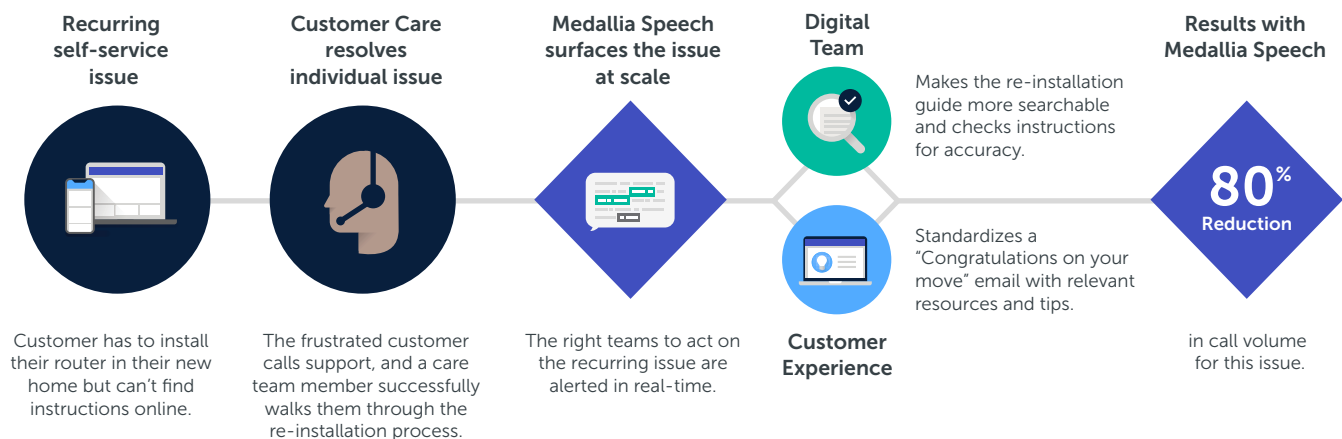 Recurring
self-service
issue
Customer has to install
their router in their new
home but can’t find
instructions online.
Customer Care
resolves
individual issue
The frustrated customer
calls support, and a care
team member successfully
walks them through the
re-installation process.
Medallia Speech
surfaces the issue
at scale
The right teams to act on
the recurring issue are
alerted in real-time.
Digital
Team
Makes the re-installation
guide more searchable
and checks instructions
for accuracy.
Customer
Experience
Standardizes a
“Congratulations on your
move” email with relevant
resources and tips.
Results with
Medallia Speech
80%
Reduction
in call volume
for this issue.